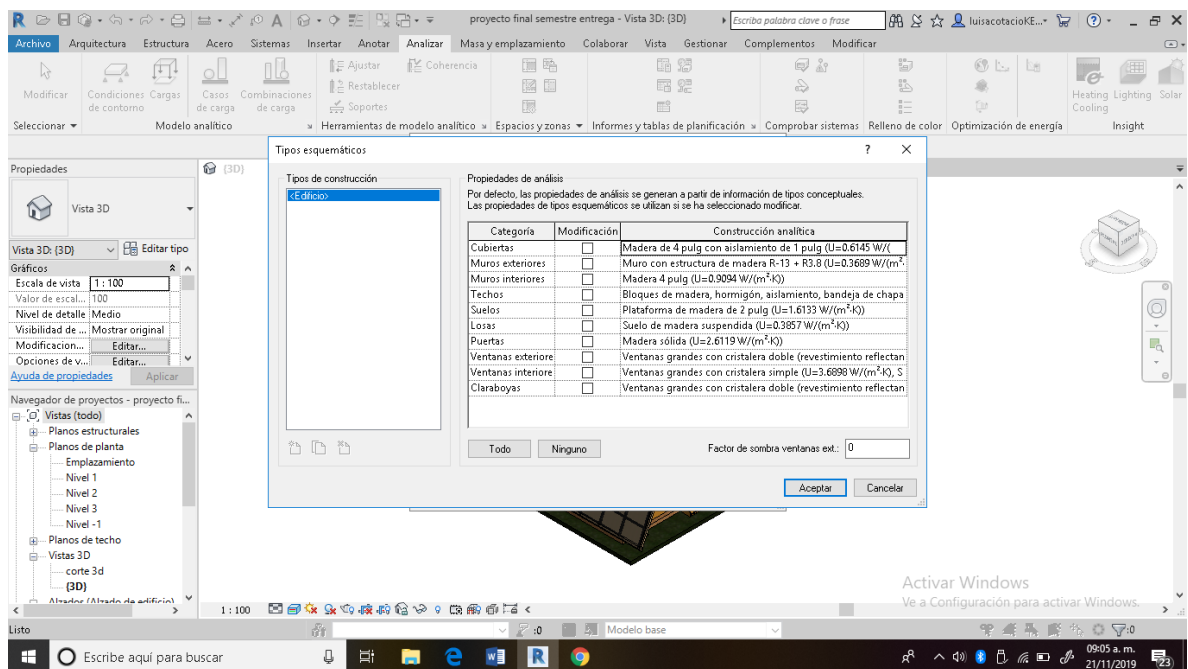 proyecto final semestre entrega - Vista 3D: {3D}
Escriba palabra clave o frase
luisacotacioKE...
Archivo Arquitectura Estructura Acero Sistemas Insertar Anotar Analizar Masa y emplazamiento Colaborar Vista Gestionar Complementos Modificar
Modificar
Condiciones de contorno
Cargas
Casos de carga
Combinaciones de carga
Ajustar
Restablecer
Soportes
Coherencia
Heating Cooling
Lighting
Solar
Seleccionar
Modelo analítico
Herramientas de modelo analítico
Espacios y zonas
Informes y tablas de planificación
Comprobar sistemas
Relleno de color
Optimización de energía
Insight
Propiedades
Vista 3D
Vista 3D: {3D} Editar tipo
Gráficos
Escala de vista 1 : 100
Valor de escal... 100
Nivel de detalle Medio
Visibilidad de ... Mostrar original
Modificacion... Editar...
Opciones de v... Editar...
Ayuda de propiedades Aplicar
Navegador de proyectos - proyecto fi...
Vistas (todo)
Planos estructurales
Planos de planta
Emplazamiento
Nivel 1
Nivel 2
Nivel 3
Nivel -1
Planos de techo
Vistas 3D
corte 3d
{3D}
Alzados (Alzado de edificio)
{3D}
Tipos esquemáticos
? X
Tipos de construcción
<Edificio>
Propiedades de análisis
Por defecto, las propiedades de análisis se generan a partir de información de tipos conceptuales.
Las propiedades de tipos esquemáticos se utilizan si se ha seleccionado modificar.
Categoría Modificación Construcción analítica
Cubiertas Madera de 4 pulg con aislamiento de 1 pulg (U=0.6145 W/(
Muros exteriores Muro con estructura de madera R-13 + R3.8 (U=0.3689 W/(m²·
Muros interiores Madera 4 pulg (U=0.9094 W/(m²·K))
Techos Bloques de madera, hormigón, aislamiento, bandeja de chapa
Suelos Plataforma de madera de 2 pulg (U=1.6133 W/(m²·K))
Losas Suelo de madera suspendida (U=0.3857 W/(m²·K))
Puertas Madera sólida (U=2.6119 W/(m²·K))
Ventanas exteriore Ventanas grandes con cristalera doble (revestimiento reflectan
Ventanas interiore Ventanas grandes con cristalera simple (U=3.6898 W/(m²·K), S
Claraboyas Ventanas grandes con cristalera doble (revestimiento reflectan
Todo Ninguno Factor de sombra ventanas ext.: 0
Aceptar Cancelar
Activar Windows
Ve a Configuración para activar Windows.
1 : 100
Listo :0 Modelo base :0
Escribe aquí para buscar
09:05 a. m.
21/11/2019
23